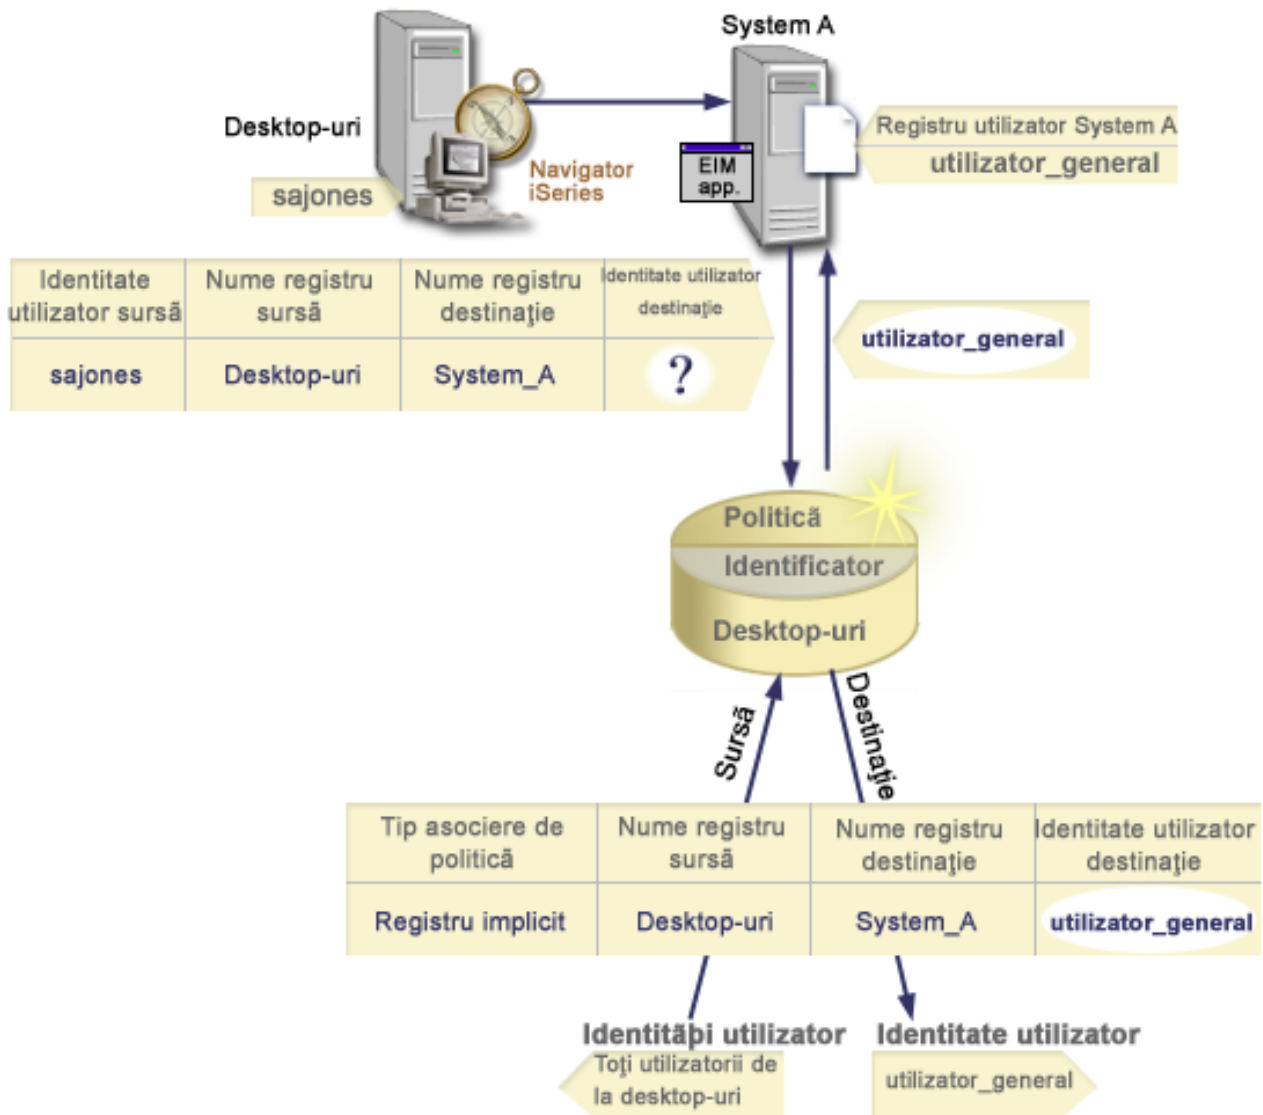 System A
Desktop-uri
Navigator
iSeries
sajones
EIM
app.
Registru utilizator System A
utilizator_general
Identitate
utilizator sursă
Nume registru
sursă
Nume registru
destinaţie
Identitate utilizator
destinaţie
sajones
Desktop-uri
System_A
?
utilizator_general
Politică
Identificator
Desktop-uri
Sursă
Destinaţie
Tip asociere de
politică
Nume registru
sursă
Nume registru
destinaţie
Identitate utilizator
destinaţie
Registru implicit
Desktop-uri
System_A
utilizator_general
Identităþi utilizator
Toţi utilizatorii de
la desktop-uri
Identitate utilizator
utilizator_general